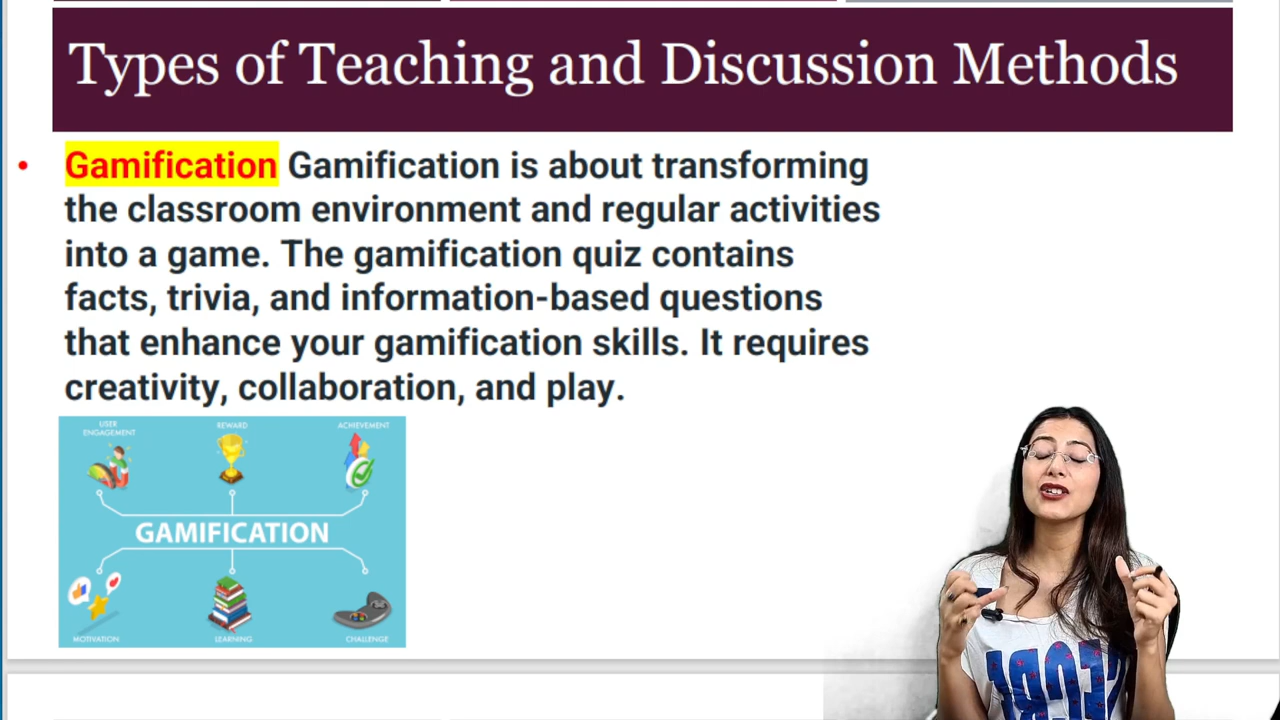 Types of Teaching and Discussion Methods
• Gamification Gamification is about transforming
the classroom environment and regular activities
into a game. The gamification quiz contains
facts, trivia, and information-based questions
that enhance your gamification skills. It requires
creativity, collaboration, and play.
USER
ENGAGEMENT
REWARD
ACHIEVEMENT
GAMIFICATION
MOTIVATION
LEARNING
CHALLENGE